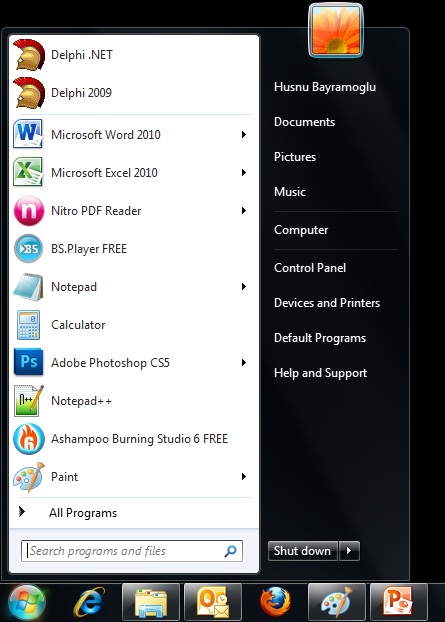 Delphi .NET
Delphi 2009
Microsoft Word 2010
Microsoft Excel 2010
Nitro PDF Reader
BS.Player FREE
Notepad
Calculator
Adobe Photoshop CS5
Notepad++
Ashampoo Burning Studio 6 FREE
Paint
All Programs
Search programs and files
Husnu Bayramoglu
Documents
Pictures
Music
Computer
Control Panel
Devices and Printers
Default Programs
Help and Support
Shut down